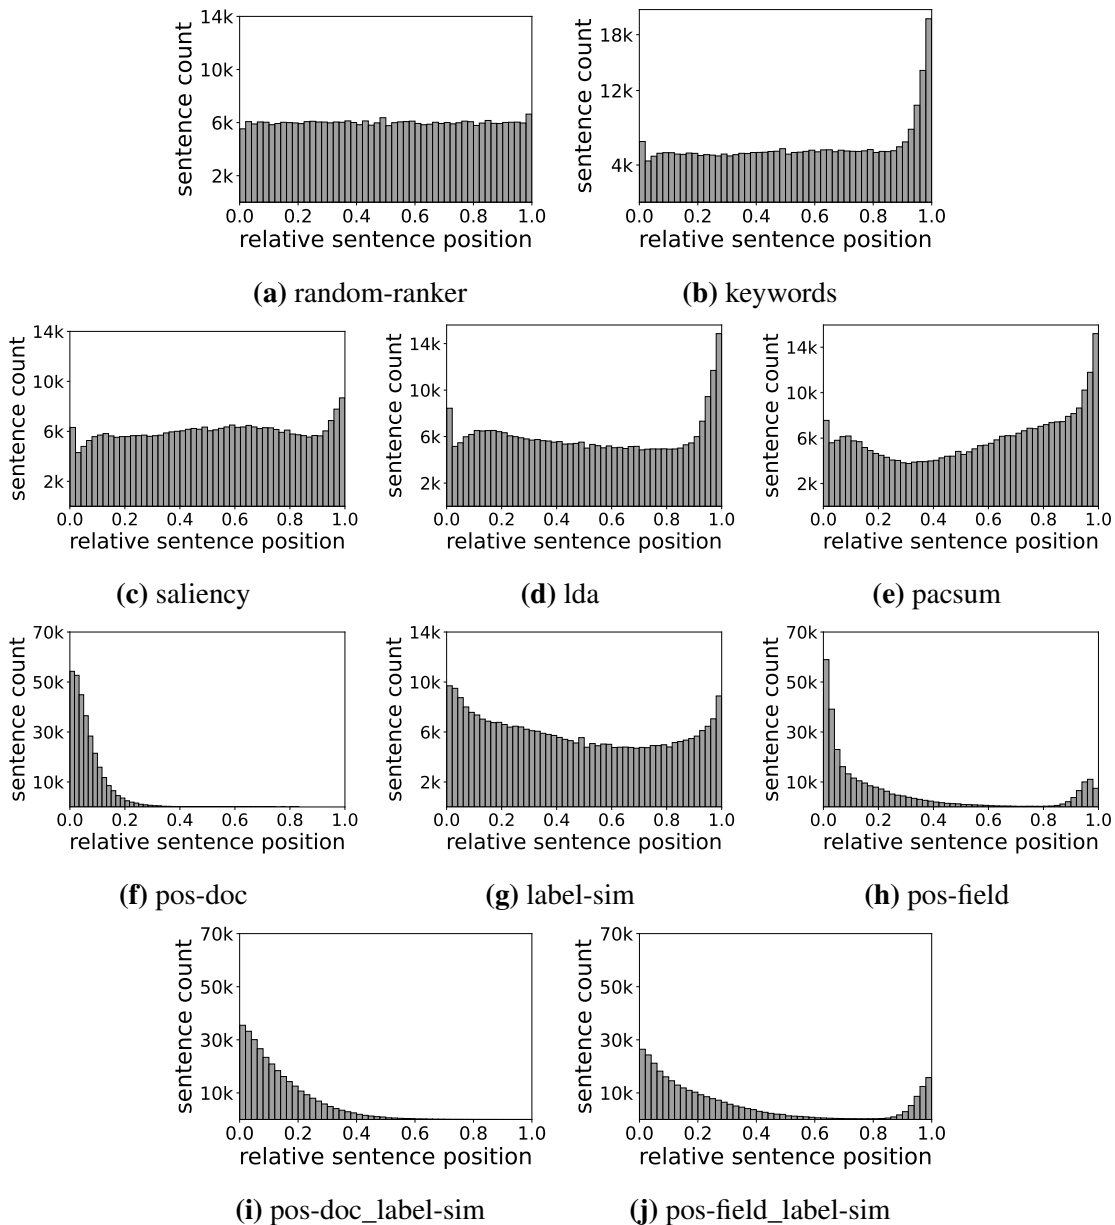 14k
10k
6k
2k
sentence count
0.0 0.2 0.4 0.6 0.8 1.0
relative sentence position
(a) random-ranker
18k
12k
4k
sentence count
0.0 0.2 0.4 0.6 0.8 1.0
relative sentence position
(b) keywords
14k
10k
6k
2k
sentence count
0.0 0.2 0.4 0.6 0.8 1.0
relative sentence position
(c) saliency
14k
10k
6k
2k
sentence count
0.0 0.2 0.4 0.6 0.8 1.0
relative sentence position
(d) lda
14k
10k
6k
2k
sentence count
0.0 0.2 0.4 0.6 0.8 1.0
relative sentence position
(e) pacsum
70k
50k
30k
10k
sentence count
0.0 0.2 0.4 0.6 0.8 1.0
relative sentence position
(f) pos-doc
14k
10k
6k
2k
sentence count
0.0 0.2 0.4 0.6 0.8 1.0
relative sentence position
(g) label-sim
70k
50k
30k
10k
sentence count
0.0 0.2 0.4 0.6 0.8 1.0
relative sentence position
(h) pos-field
70k
50k
30k
10k
sentence count
0.0 0.2 0.4 0.6 0.8 1.0
relative sentence position
(i) pos-doc_label-sim
70k
50k
30k
10k
sentence count
0.0 0.2 0.4 0.6 0.8 1.0
relative sentence position
(j) pos-field_label-sim